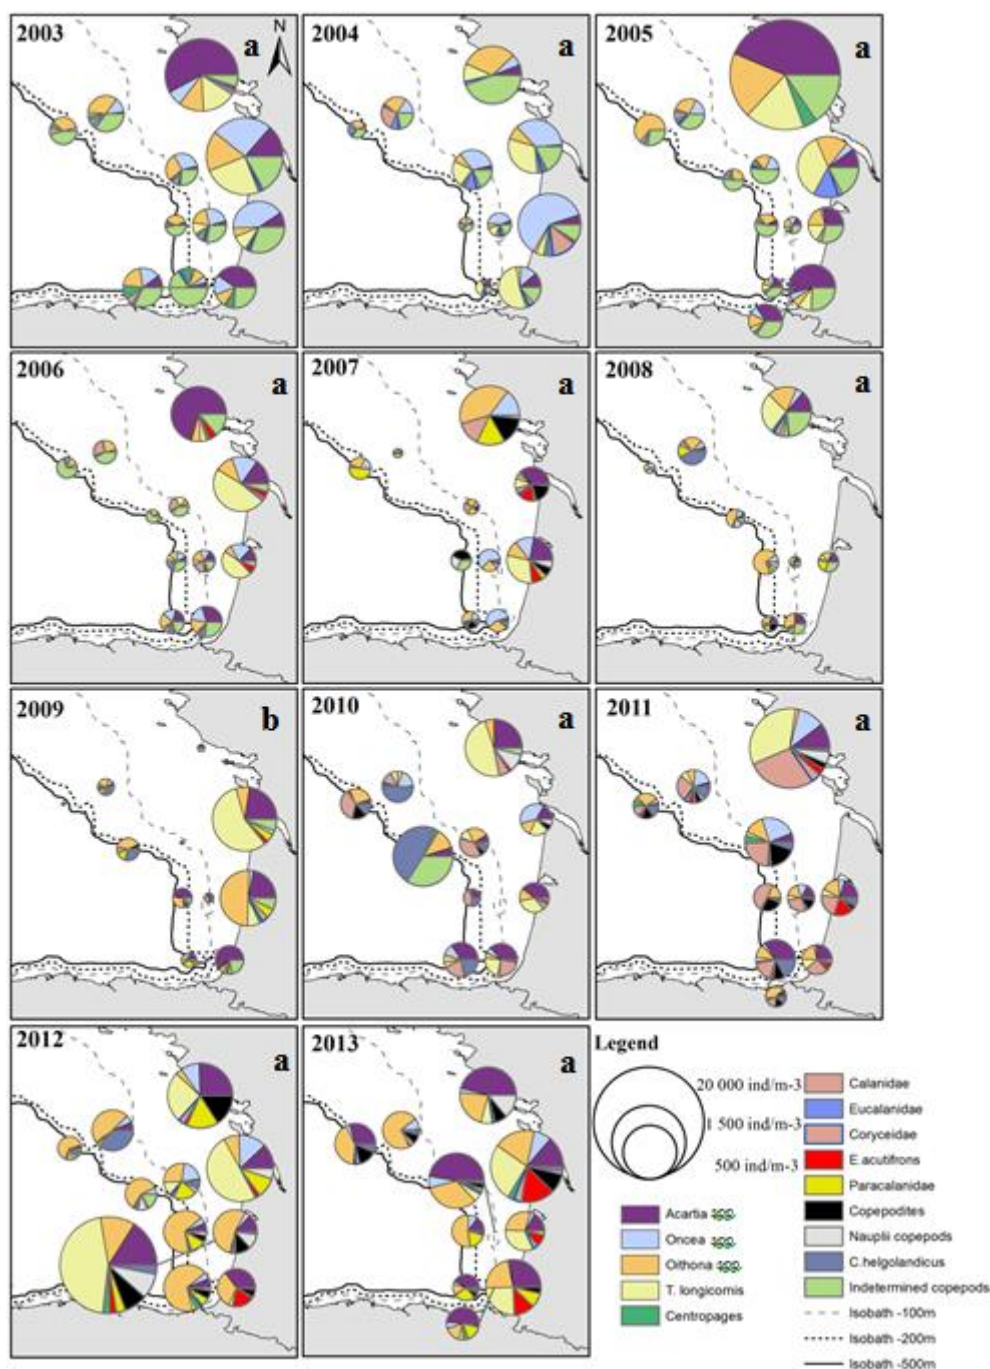 2003 a N
2004 a
2005 a
2006 a
2007 a
2008 a
2009 b
2010 a
2011 a
2012 a
2013 a
Legend
20 000 ind/m-3
1 500 ind/m-3
500 ind/m-3
Acartia spp
Oncea spp
Oithona spp
T. longicornis
Centropages
Calanidae
Eucalanidae
Coryceidae
E.acutifrons
Paracalanidae
Copepodites
Nauplii copepods
C.helgolandicus
Indetermined copepods
Isobath -100m
Isobath -200m
Isobath -500m